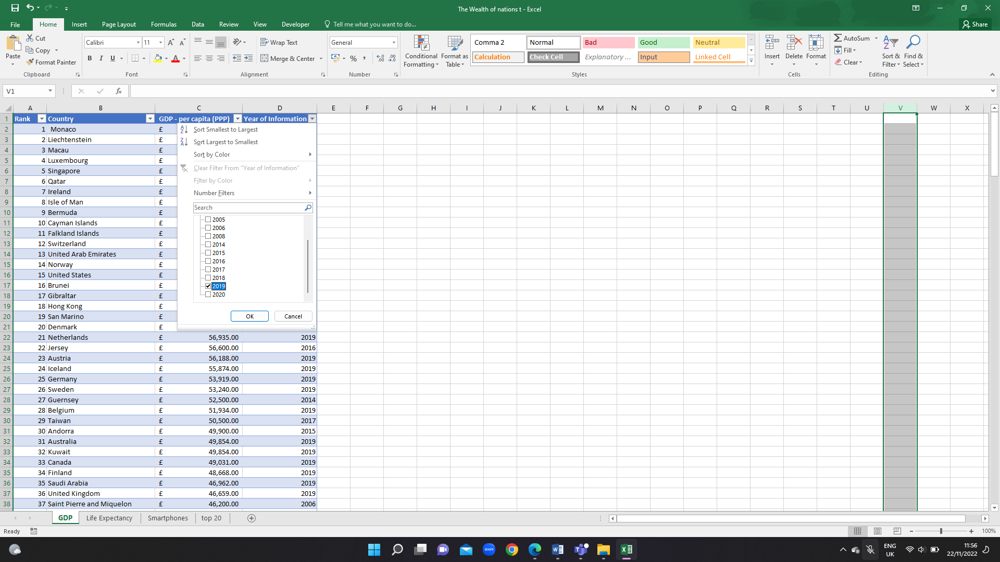 The Wealth of nations t - Excel
File Home Insert Page Layout Formulas Data Review View Developer Tell me what you want to do... Share
Cut
Copy
Format Painter
Paste
Clipboard
Calibri 11
B I U A
Font
Wrap Text
Merge & Center
Alignment
General
% ,
Number
Conditional Formatting
Format as Table
Comma 2 Normal Bad Good Neutral
Calculation Check Cell Explanatory ... Input Linked Cell
Styles
Insert Delete Format
Cells
AutoSum
Fill
Clear
Sort & Filter
Find & Select
Editing
V1 fx
A B C D E F G H I J K L M N O P Q R S T U V W X
1 Rank Country GDP - per capita (PPP) Year of Information
2 1 Monaco £
3 2 Liechtenstein £
4 3 Macau £
5 4 Luxembourg £
6 5 Singapore £
7 6 Qatar £
8 7 Ireland £
9 8 Isle of Man £
10 9 Bermuda £
11 10 Cayman Islands £
12 11 Falkland Islands £
13 12 Switzerland £
14 13 United Arab Emirates £
15 14 Norway £
16 15 United States £
17 16 Brunei £
18 17 Gibraltar £
19 18 Hong Kong £
20 19 San Marino £
21 20 Denmark £
22 21 Netherlands £ 56,935.00 2019
23 22 Jersey £ 56,600.00 2016
24 23 Austria £ 56,188.00 2019
25 24 Iceland £ 55,874.00 2019
26 25 Germany £ 53,919.00 2019
27 26 Sweden £ 53,240.00 2019
28 27 Guernsey £ 52,500.00 2014
29 28 Belgium £ 51,934.00 2019
30 29 Taiwan £ 50,500.00 2017
31 30 Andorra £ 49,900.00 2015
32 31 Australia £ 49,854.00 2019
33 32 Kuwait £ 49,854.00 2019
34 33 Canada £ 49,031.00 2019
35 34 Finland £ 48,668.00 2019
36 35 Saudi Arabia £ 46,962.00 2019
37 36 United Kingdom £ 46,659.00 2019
38 37 Saint Pierre and Miquelon £ 46,200.00 2006
Sort Smallest to Largest
Sort Largest to Smallest
Sort by Color
Clear Filter From "Year of Information"
Filter by Color
Number Filters
Search
2005
2006
2008
2014
2015
2016
2017
2018
2019
2020
OK Cancel
GDP Life Expectancy Smartphones top 20
Ready 100%
zoom
ENG
UK
11:56
22/11/2022